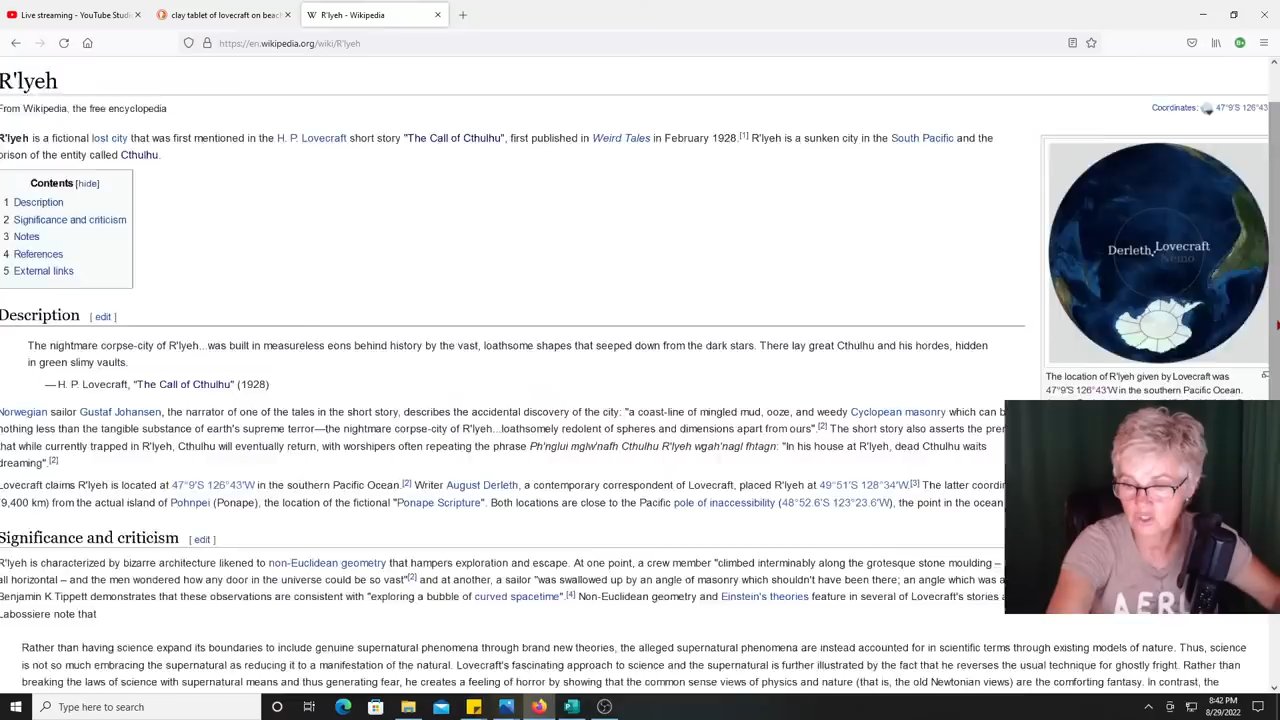 Live streaming - YouTube Studi
clay tablet of lovecraft on beach
R'lyeh - Wikipedia
https://en.wikipedia.org/wiki/R'lyeh
R'lyeh
From Wikipedia, the free encyclopedia
Coordinates: 47°9′S 126°43
R'lyeh is a fictional lost city that was first mentioned in the H. P. Lovecraft short story "The Call of Cthulhu", first published in Weird Tales in February 1928.[1] R'lyeh is a sunken city in the South Pacific and the
prison of the entity called Cthulhu.
Contents [hide]
1 Description
2 Significance and criticism
3 Notes
4 References
5 External links
Derleth Lovecraft
Nemo
Description [ edit ]
The nightmare corpse-city of R'lyeh...was built in measureless eons behind history by the vast, loathsome shapes that seeped down from the dark stars. There lay great Cthulhu and his hordes, hidden
in green slimy vaults.
— H. P. Lovecraft, "The Call of Cthulhu" (1928)
The location of R'lyeh given by Lovecraft was
47°9′S 126°43′W in the southern Pacific Ocean.
Norwegian sailor Gustaf Johansen, the narrator of one of the tales in the short story, describes the accidental discovery of the city: "a coast-line of mingled mud, ooze, and weedy Cyclopean masonry which can b
nothing less than the tangible substance of earth's supreme terror—the nightmare corpse-city of R'lyeh...loathsomely redolent of spheres and dimensions apart from ours".[2] The short story also asserts the pre
that while currently trapped in R'lyeh, Cthulhu will eventually return, with worshipers often repeating the phrase Ph'nglui mglw'nafh Cthulhu R'lyeh wgah'nagl fhtagn: "In his house at R'lyeh, dead Cthulhu waits
dreaming".[2]
Lovecraft claims R'lyeh is located at 47°9′S 126°43′W in the southern Pacific Ocean.[2] Writer August Derleth, a contemporary correspondent of Lovecraft, placed R'lyeh at 49°51′S 128°34′W.[3] The latter coordin
(9,400 km) from the actual island of Pohnpei (Ponape), the location of the fictional "Ponape Scripture". Both locations are close to the Pacific pole of inaccessibility (48°52.6′S 123°23.6′W), the point in the ocean
Significance and criticism [ edit ]
R'lyeh is characterized by bizarre architecture likened to non-Euclidean geometry that hampers exploration and escape. At one point, a crew member "climbed interminably along the grotesque stone moulding –
all horizontal – and the men wondered how any door in the universe could be so vast"[2] and at another, a sailor "was swallowed up by an angle of masonry which shouldn't have been there; an angle which was a
Benjamin K Tippett demonstrates that these observations are consistent with "exploring a bubble of curved spacetime".[4] Non-Euclidean geometry and Einstein's theories feature in several of Lovecraft's stories
Labossiere note that
AER
Rather than having science expand its boundaries to include genuine supernatural phenomena through brand new theories, the alleged supernatural phenomena are instead accounted for in scientific terms through existing models of nature. Thus, science
is not so much embracing the supernatural as reducing it to a manifestation of the natural. Lovecraft's fascinating approach to science and the supernatural is further illustrated by the fact that he reverses the usual technique for ghostly fright. Rather than
breaking the laws of science with supernatural means and thus generating fear, he creates a feeling of horror by showing that the common sense views of physics and nature (that is, the old Newtonian views) are the comforting fantasy. In contrast, the
Type here to search
8:42 PM
8/29/2022